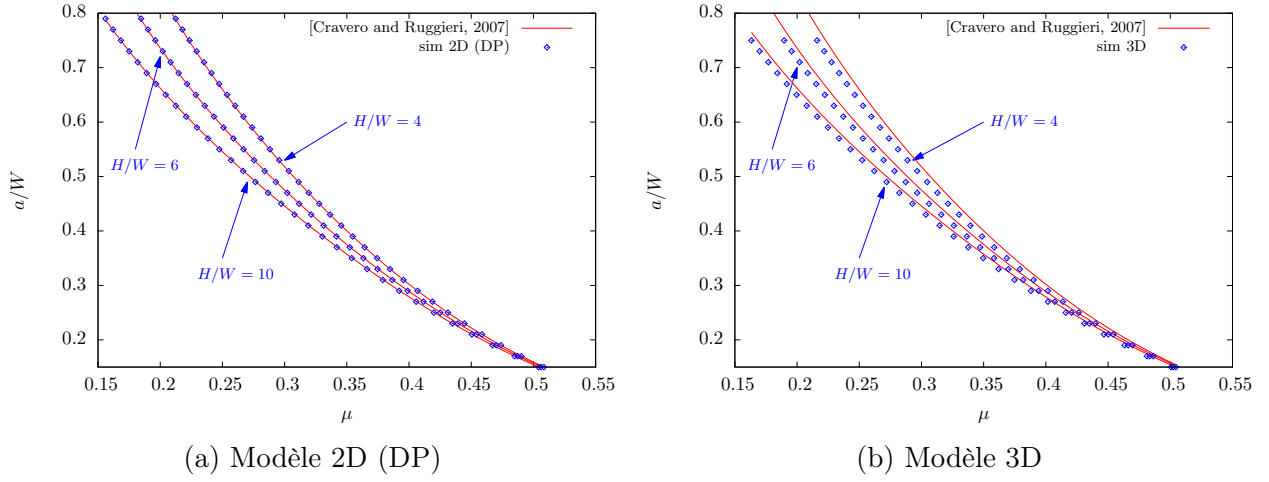 0.8
0.7
0.6
0.5
0.4
0.3
0.2
a/W
0.15 0.2 0.25 0.3 0.35 0.4 0.45 0.5 0.55
μ
[Cravero and Ruggieri, 2007]
sim 2D (DP)
H/W = 4
H/W = 6
H/W = 10
(a) Modèle 2D (DP)
0.8
0.7
0.6
0.5
0.4
0.3
0.2
a/W
0.15 0.2 0.25 0.3 0.35 0.4 0.45 0.5 0.55
μ
[Cravero and Ruggieri, 2007]
sim 3D
H/W = 4
H/W = 6
H/W = 10
(b) Modèle 3D